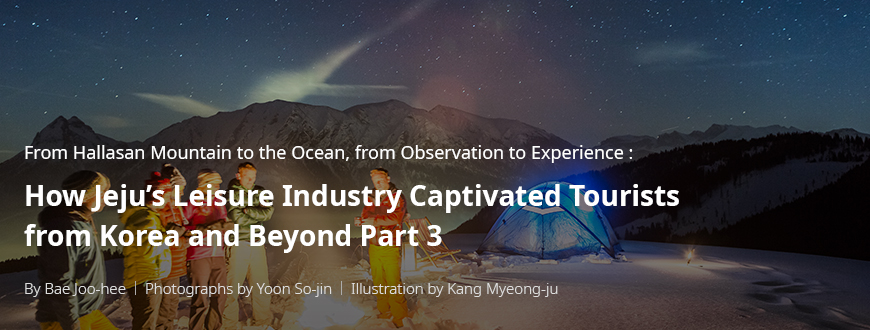 From Hallasan Mountain to the Ocean, from Observation to Experience :
How Jeju’s Leisure Industry Captivated Tourists
from Korea and Beyond Part 3
By Bae Joo-hee | Photographs by Yoon So-jin | Illustration by Kang Myeong-ju